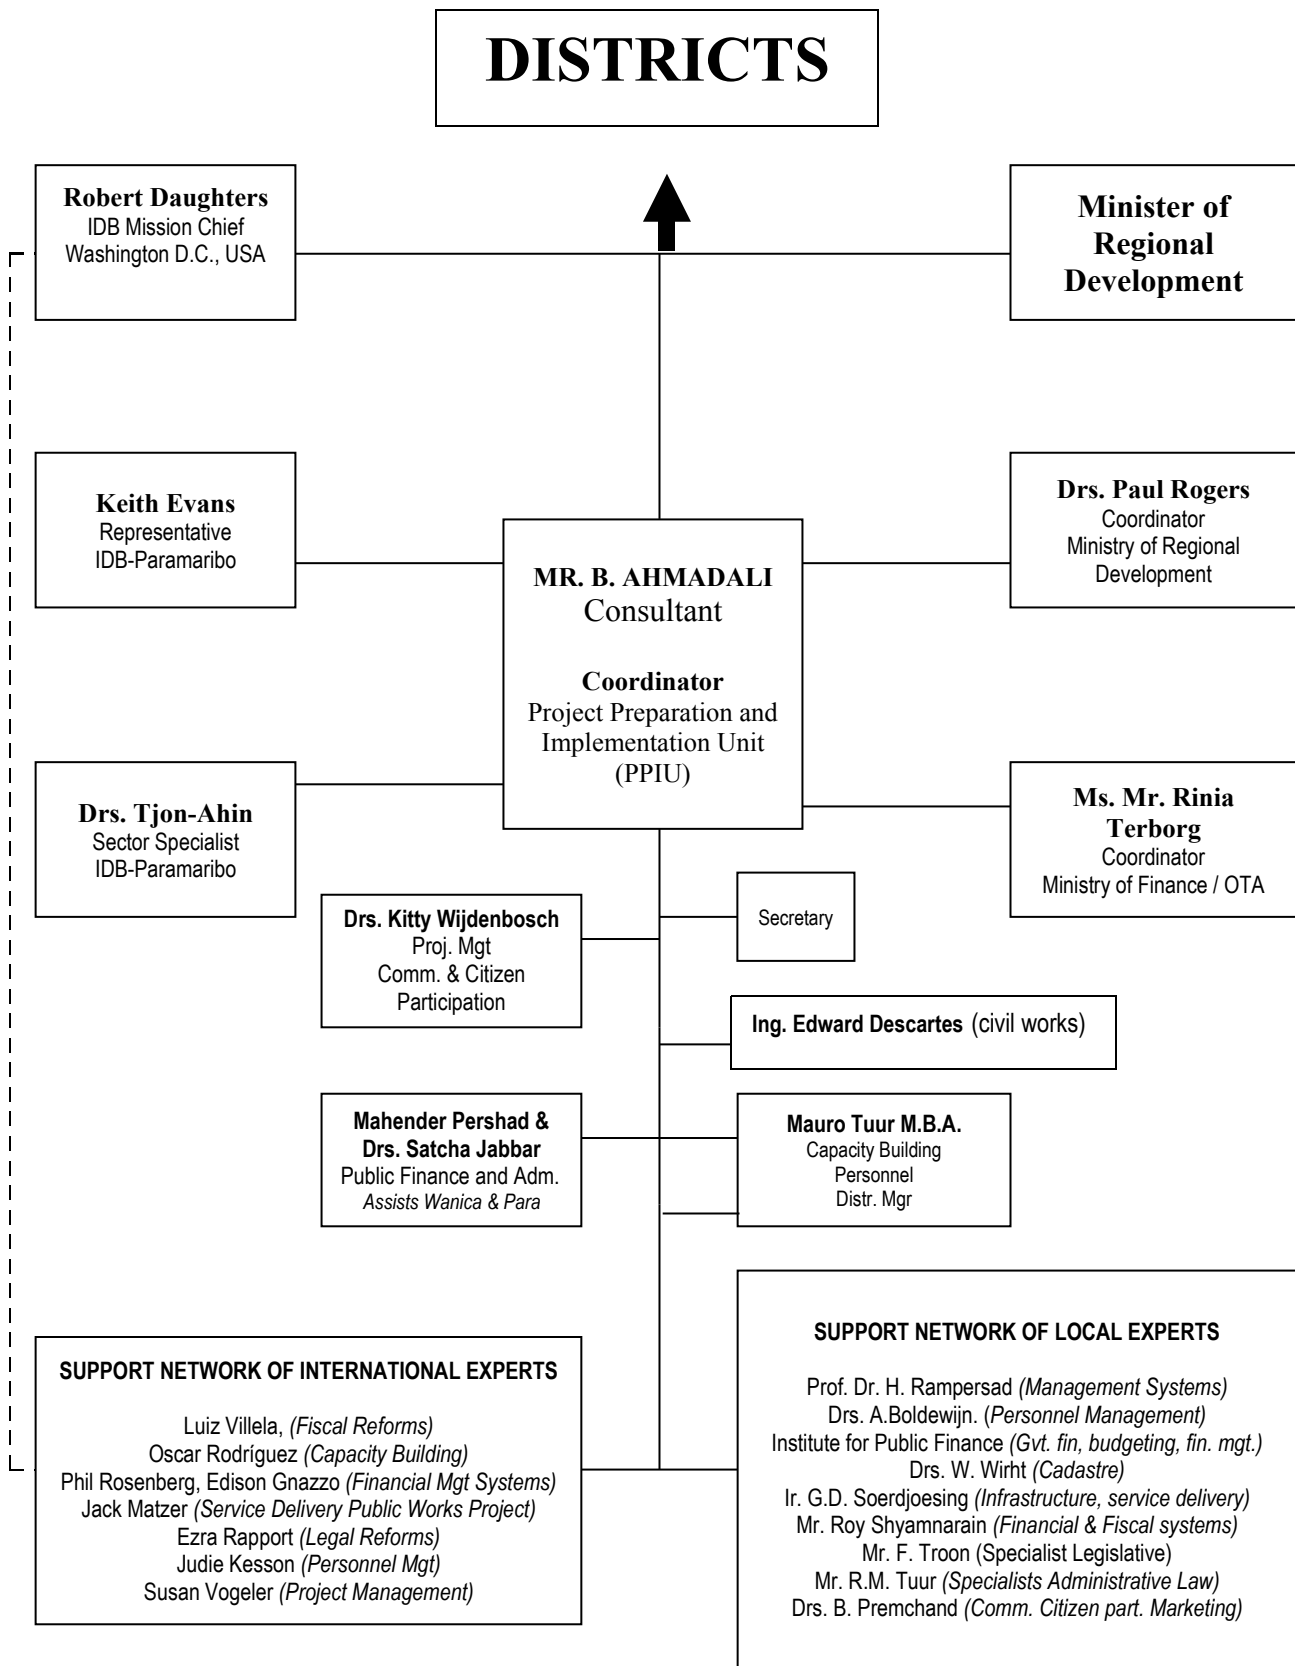 DISTRICTS
Robert Daughters
IDB Mission Chief
Washington D.C., USA
Minister of
Regional
Development
Keith Evans
Representative
IDB-Paramaribo
Drs. Paul Rogers
Coordinator
Ministry of Regional
Development
MR. B. AHMADALI
Consultant
Coordinator
Project Preparation and
Implementation Unit
(PPIU)
Drs. Tjon-Ahin
Sector Specialist
IDB-Paramaribo
Ms. Mr. Rinia
Terborg
Coordinator
Ministry of Finance / OTA
Drs. Kitty Wijdenbosch
Proj. Mgt
Comm. & Citizen
Participation
Secretary
Ing. Edward Descartes (civil works)
Mahender Pershad &
Drs. Satcha Jabbar
Public Finance and Adm.
Assists Wanica & Para
Mauro Tuur M.B.A.
Capacity Building
Personnel
Distr. Mgr
SUPPORT NETWORK OF INTERNATIONAL EXPERTS
Luiz Villela, (Fiscal Reforms)
Oscar Rodríguez (Capacity Building)
Phil Rosenberg, Edison Gnazzo (Financial Mgt Systems)
Jack Matzer (Service Delivery Public Works Project)
Ezra Rapport (Legal Reforms)
Judie Kesson (Personnel Mgt)
Susan Vogeler (Project Management)
SUPPORT NETWORK OF LOCAL EXPERTS
Prof. Dr. H. Rampersad (Management Systems)
Drs. A.Boldewijn. (Personnel Management)
Institute for Public Finance (Gvt. fin, budgeting, fin. mgt.)
Drs. W. Wirht (Cadastre)
Ir. G.D. Soerdjoesing (Infrastructure, service delivery)
Mr. Roy Shyamnarain (Financial & Fiscal systems)
Mr. F. Troon (Specialist Legislative)
Mr. R.M. Tuur (Specialists Administrative Law)
Drs. B. Premchand (Comm. Citizen part. Marketing)